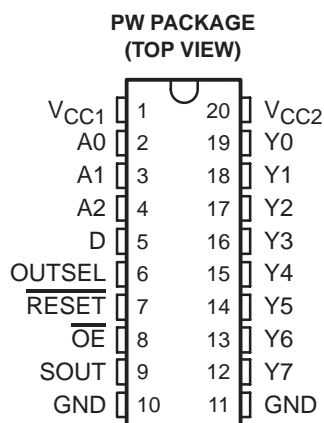 PW PACKAGE
(TOP VIEW)
VCC1 1 20 VCC2
A0 2 19 Y0
A1 3 18 Y1
A2 4 17 Y2
D 5 16 Y3
OUTSEL 6 15 Y4
RESET 7 14 Y5
OE 8 13 Y6
SOUT 9 12 Y7
GND 10 11 GND